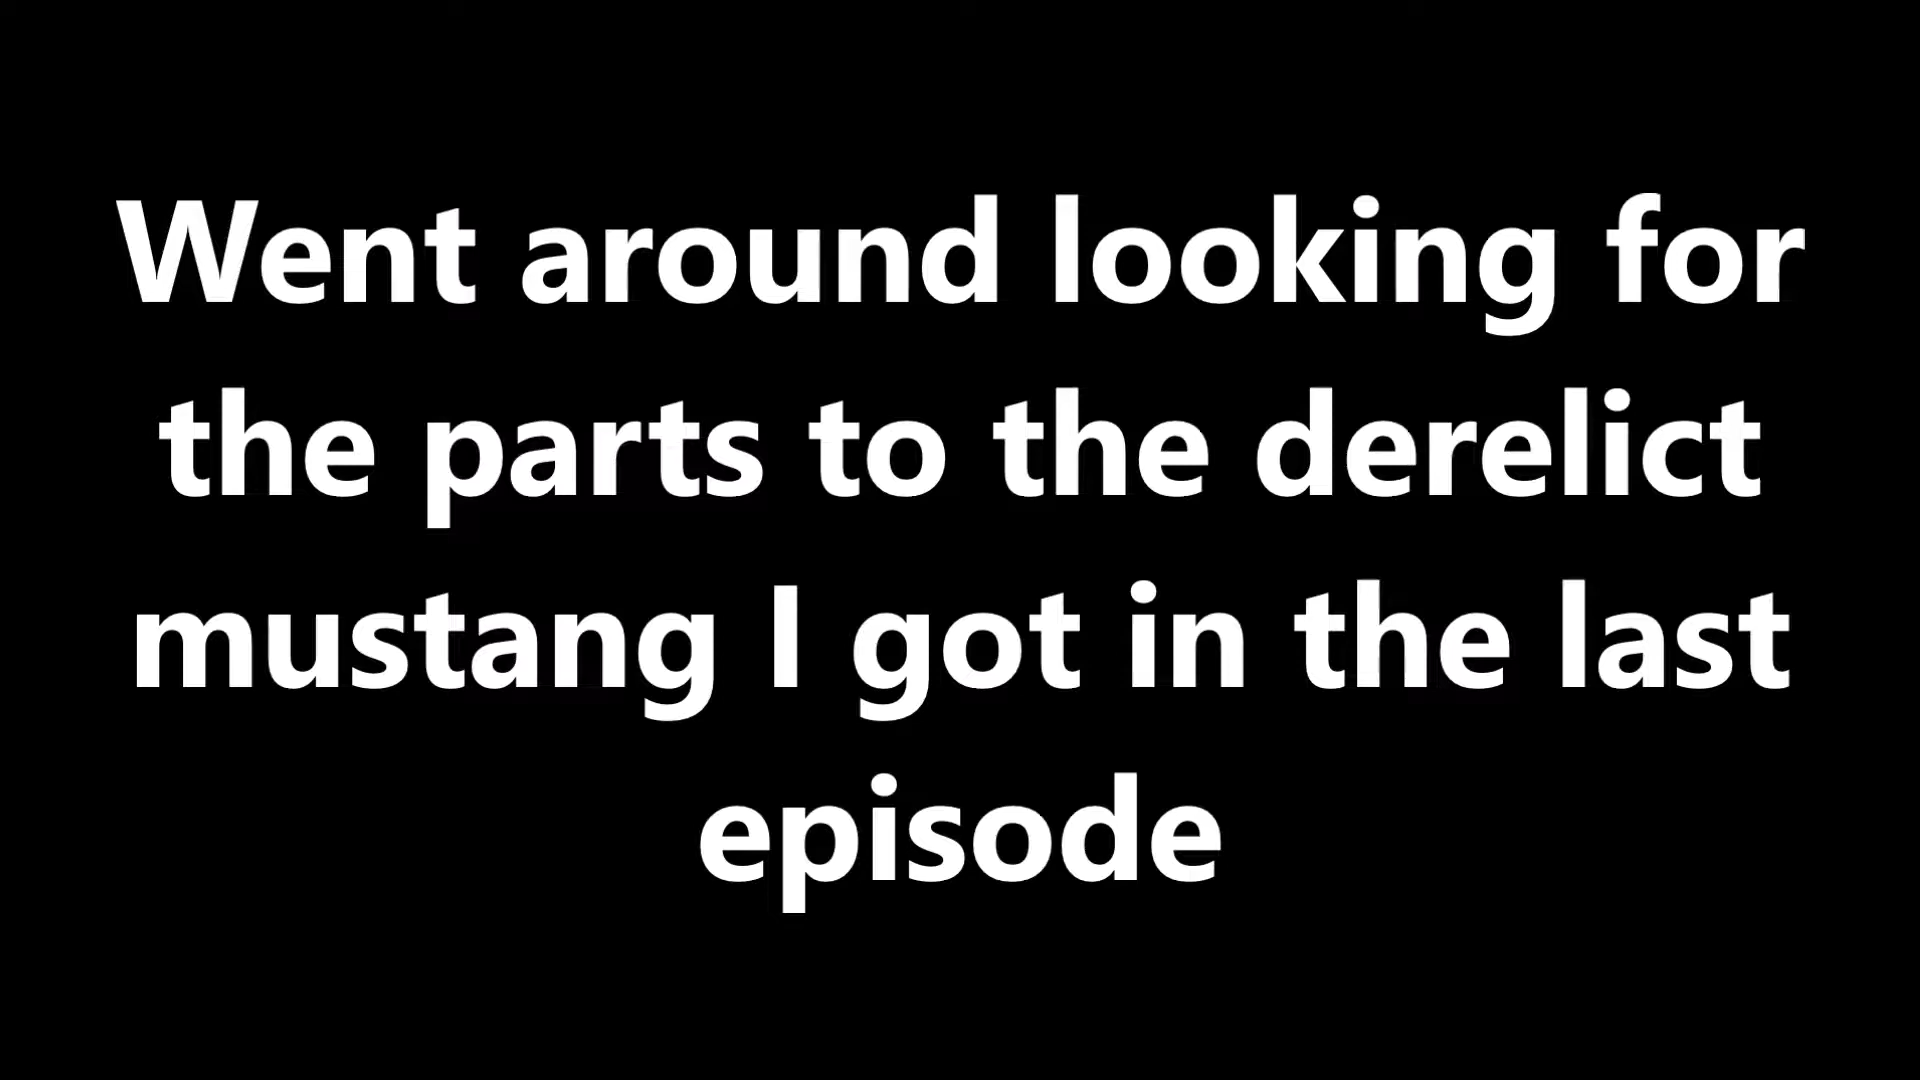 Went around looking for
the parts to the derelict
mustang I got in the last
episode